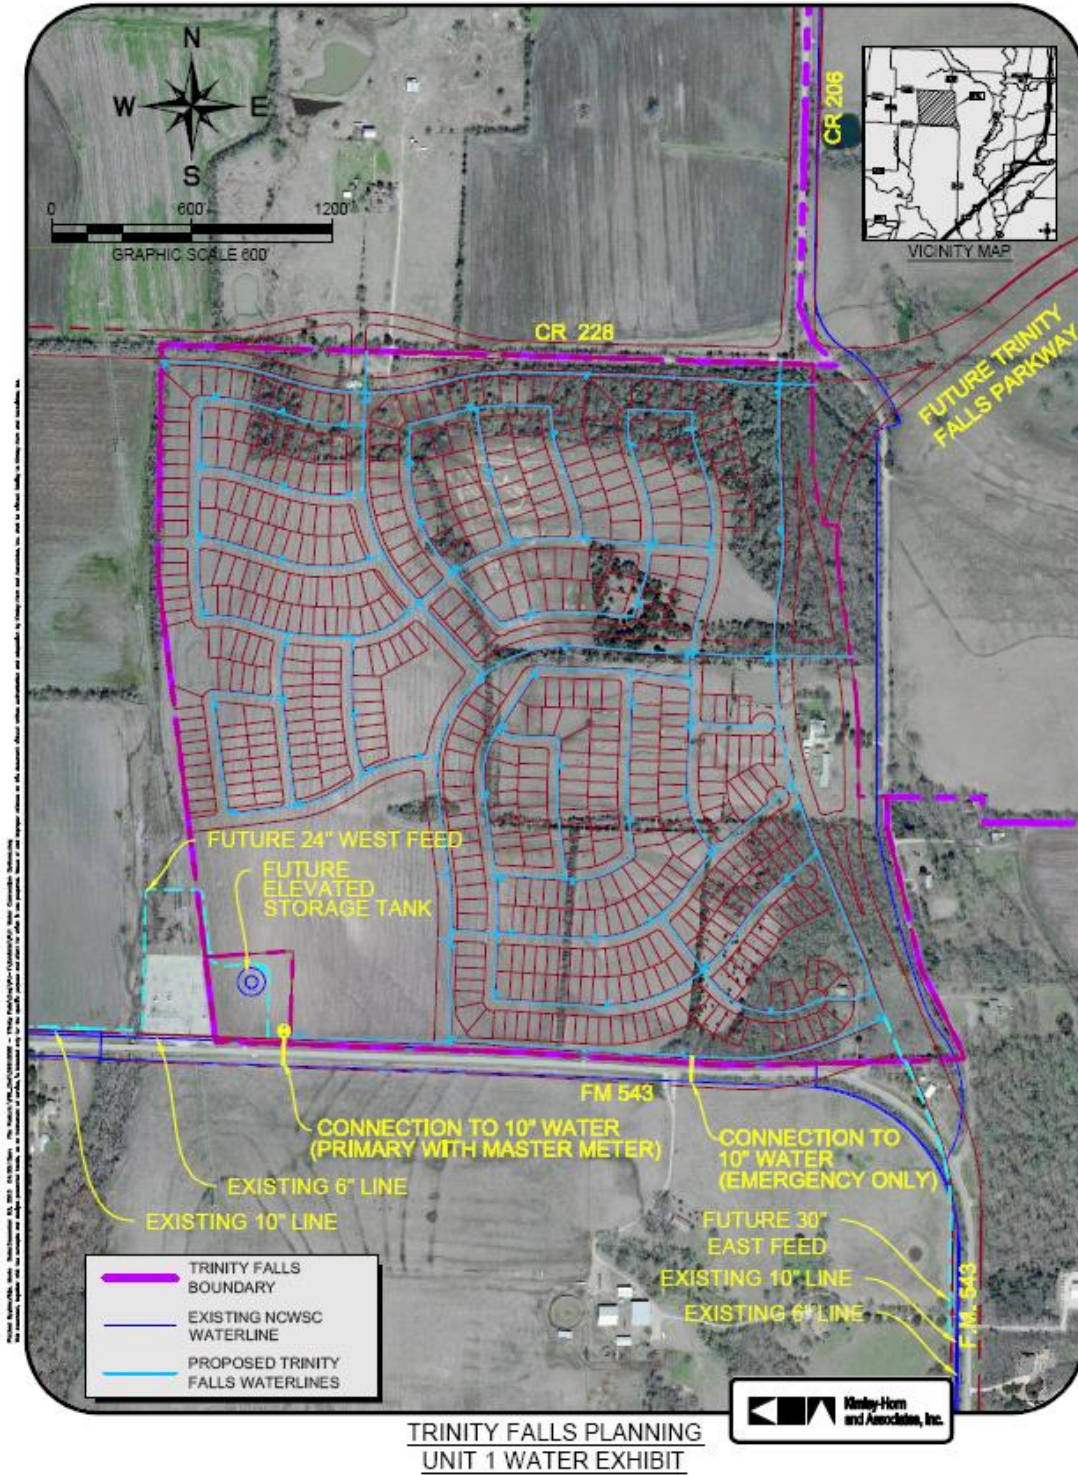 N
W E
S
0 600' 1200'
GRAPHIC SCALE 600'
CR 206
VICINITY MAP
CR 228
FUTURE TRINITY
FALLS PARKWAY
FUTURE 24" WEST FEED
FUTURE
ELEVATED
STORAGE TANK
FM 543
CONNECTION TO 10" WATER
(PRIMARY WITH MASTER METER)
CONNECTION TO
10" WATER
(EMERGENCY ONLY)
EXISTING 6" LINE
EXISTING 10" LINE
FUTURE 30"
EAST FEED
EXISTING 10" LINE
EXISTING 6" LINE
F.M. 543
TRINITY FALLS
BOUNDARY
EXISTING NCWSC
WATERLINE
PROPOSED TRINITY
FALLS WATERLINES
Kimley-Horn
and Associates, Inc.
TRINITY FALLS PLANNING
UNIT 1 WATER EXHIBIT